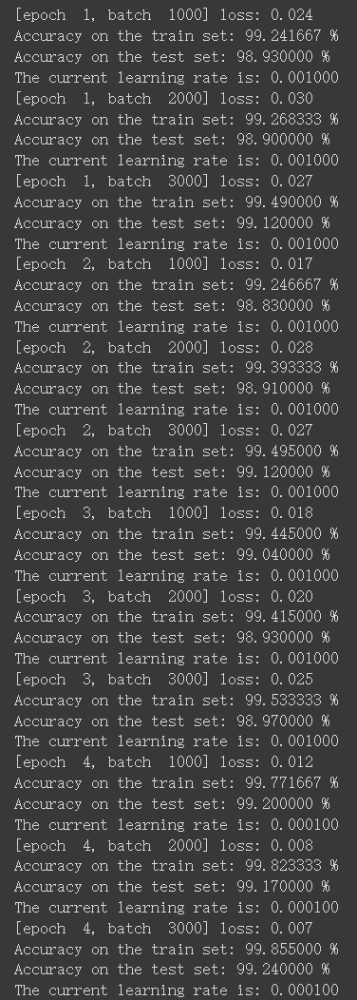 [epoch  1, batch  1000] loss: 0.024
Accuracy on the train set: 99.241667 %
Accuracy on the test set: 98.930000 %
The current learning rate is: 0.001000
[epoch  1, batch  2000] loss: 0.030
Accuracy on the train set: 99.268333 %
Accuracy on the test set: 98.900000 %
The current learning rate is: 0.001000
[epoch  1, batch  3000] loss: 0.027
Accuracy on the train set: 99.490000 %
Accuracy on the test set: 99.120000 %
The current learning rate is: 0.001000
[epoch  2, batch  1000] loss: 0.017
Accuracy on the train set: 99.246667 %
Accuracy on the test set: 98.830000 %
The current learning rate is: 0.001000
[epoch  2, batch  2000] loss: 0.028
Accuracy on the train set: 99.393333 %
Accuracy on the test set: 98.910000 %
The current learning rate is: 0.001000
[epoch  2, batch  3000] loss: 0.027
Accuracy on the train set: 99.495000 %
Accuracy on the test set: 99.120000 %
The current learning rate is: 0.001000
[epoch  3, batch  1000] loss: 0.018
Accuracy on the train set: 99.445000 %
Accuracy on the test set: 99.040000 %
The current learning rate is: 0.001000
[epoch  3, batch  2000] loss: 0.020
Accuracy on the train set: 99.415000 %
Accuracy on the test set: 98.930000 %
The current learning rate is: 0.001000
[epoch  3, batch  3000] loss: 0.025
Accuracy on the train set: 99.533333 %
Accuracy on the test set: 98.970000 %
The current learning rate is: 0.001000
[epoch  4, batch  1000] loss: 0.012
Accuracy on the train set: 99.771667 %
Accuracy on the test set: 99.200000 %
The current learning rate is: 0.000100
[epoch  4, batch  2000] loss: 0.008
Accuracy on the train set: 99.823333 %
Accuracy on the test set: 99.170000 %
The current learning rate is: 0.000100
[epoch  4, batch  3000] loss: 0.007
Accuracy on the train set: 99.855000 %
Accuracy on the test set: 99.240000 %
The current learning rate is: 0.000100